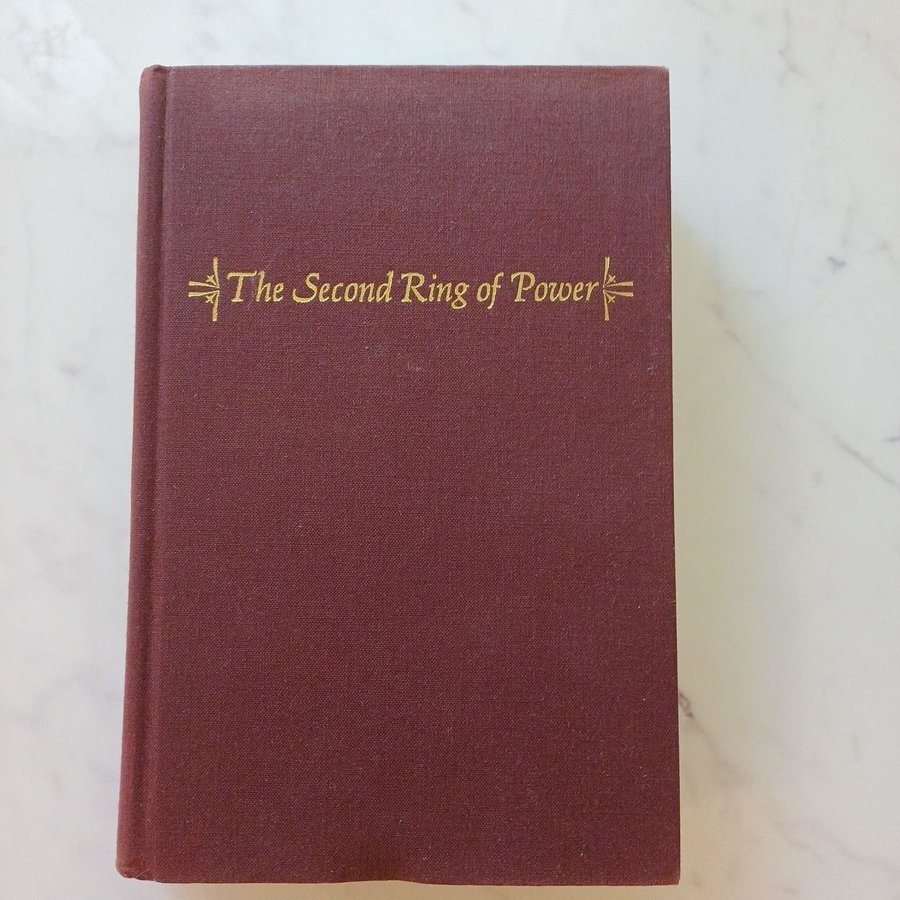 The Second Ring of Power